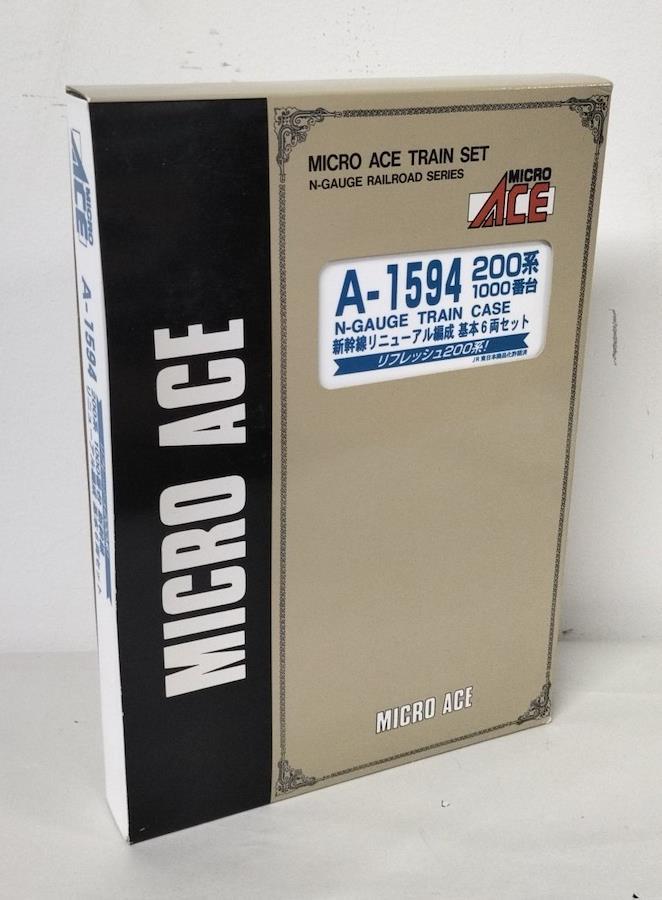 MICRO ACE TRAIN SET
N-GAUGE RAILROAD SERIES
MICRO
ACE
A-1594 200系
1000番台
N-GAUGE TRAIN CASE
新幹線リニューアル編成 基本6両セット
リフレッシュ200系!
JR東日本商品化許諾済
MICRO ACE
MICRO ACE
MICRO
ACE
A-1594